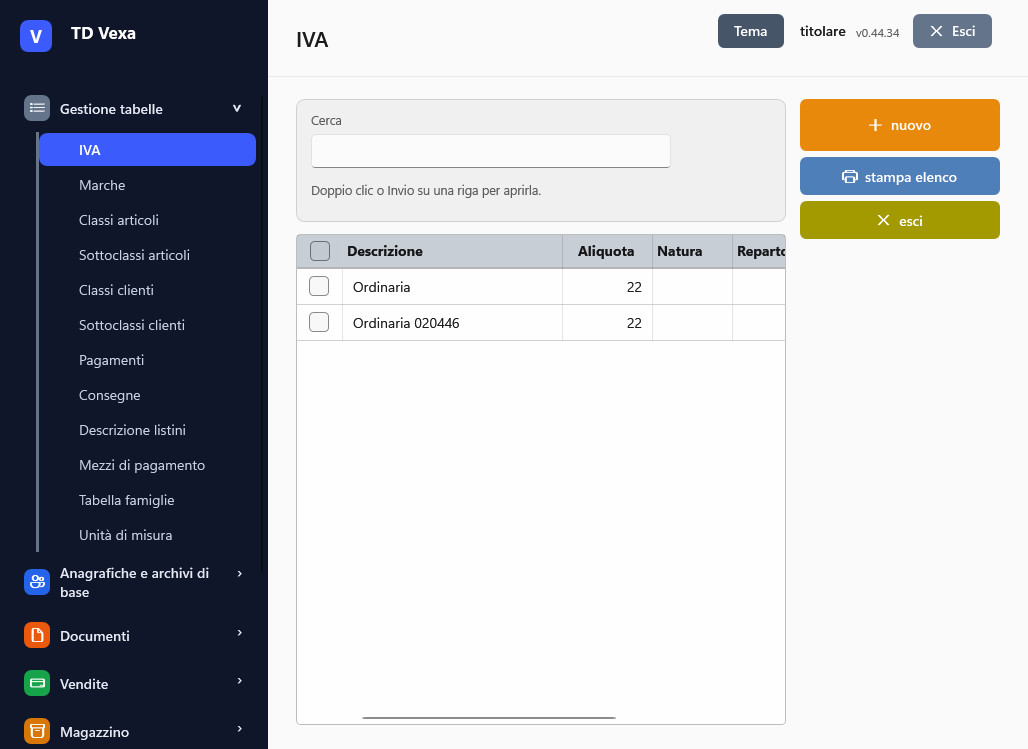 V TD Vexa
Gestione tabelle
IVA
Marche
Classi articoli
Sottoclassi articoli
Classi clienti
Sottoclassi clienti
Pagamenti
Consegne
Descrizione listini
Mezzi di pagamento
Tabella famiglie
Unità di misura
Anagrafiche e archivi di
base
Documenti
Vendite
Magazzino
IVA
Tema titolare v0.44.34 Esci
Cerca
Doppio clic o Invio su una riga per aprirla.
nuovo
stampa elenco
esci
Descrizione Aliquota Natura Reparto
Ordinaria 22
Ordinaria 020446 22